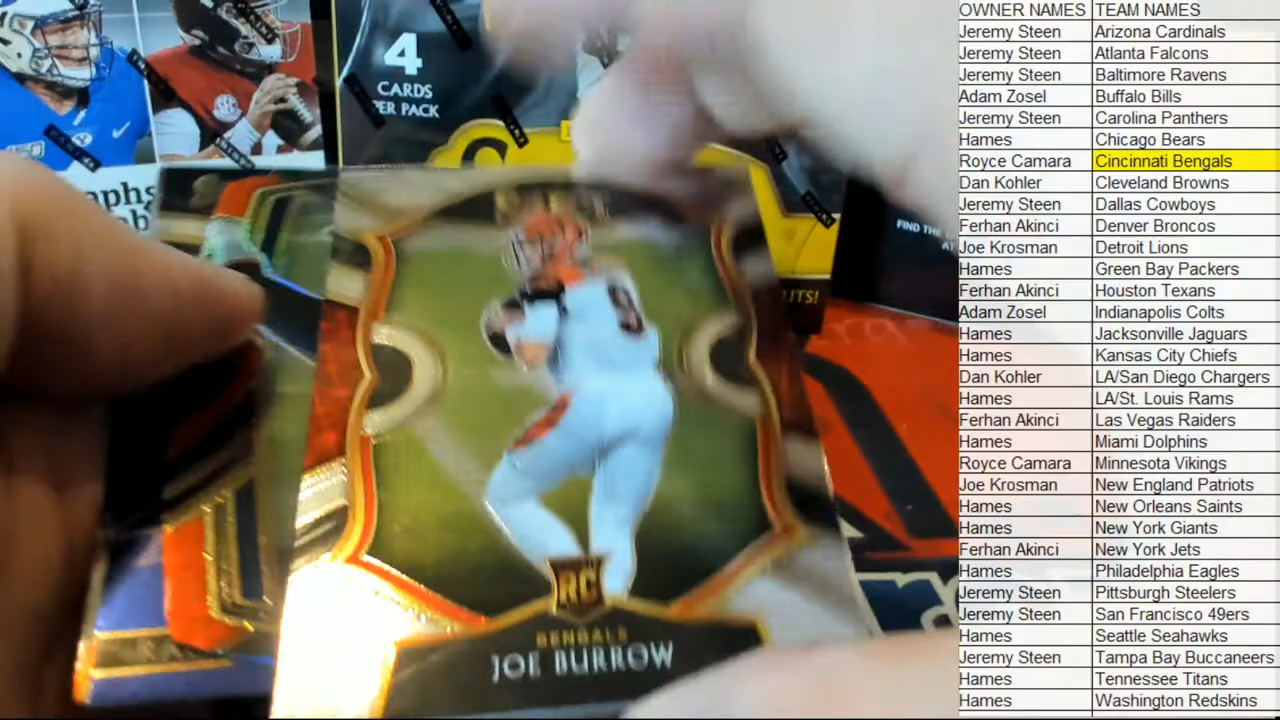 4
CARDS
PER PACK
SEC
FIND THE
9
RC
BENGALS
JOE BURROW
OWNER NAMES TEAM NAMES
Jeremy Steen Arizona Cardinals
Jeremy Steen Atlanta Falcons
Jeremy Steen Baltimore Ravens
Adam Zosel Buffalo Bills
Jeremy Steen Carolina Panthers
Hames Chicago Bears
Royce Camara Cincinnati Bengals
Dan Kohler Cleveland Browns
Jeremy Steen Dallas Cowboys
Ferhan Akinci Denver Broncos
Joe Krosman Detroit Lions
Hames Green Bay Packers
Ferhan Akinci Houston Texans
Adam Zosel Indianapolis Colts
Hames Jacksonville Jaguars
Hames Kansas City Chiefs
Dan Kohler LA/San Diego Chargers
Hames LA/St. Louis Rams
Ferhan Akinci Las Vegas Raiders
Hames Miami Dolphins
Royce Camara Minnesota Vikings
Joe Krosman New England Patriots
Hames New Orleans Saints
Hames New York Giants
Ferhan Akinci New York Jets
Hames Philadelphia Eagles
Jeremy Steen Pittsburgh Steelers
Jeremy Steen San Francisco 49ers
Hames Seattle Seahawks
Jeremy Steen Tampa Bay Buccaneers
Hames Tennessee Titans
Hames Washington Redskins